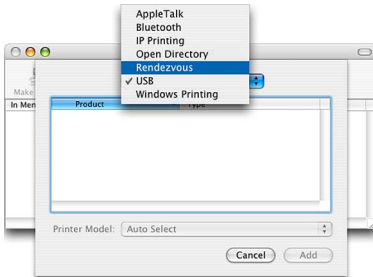 AppleTalk
Bluetooth
IP Printing
Open Directory
Rendezvous
✓ USB
Windows Printing
Make
In Men
Product Type
Printer Model: Auto Select
Cancel Add